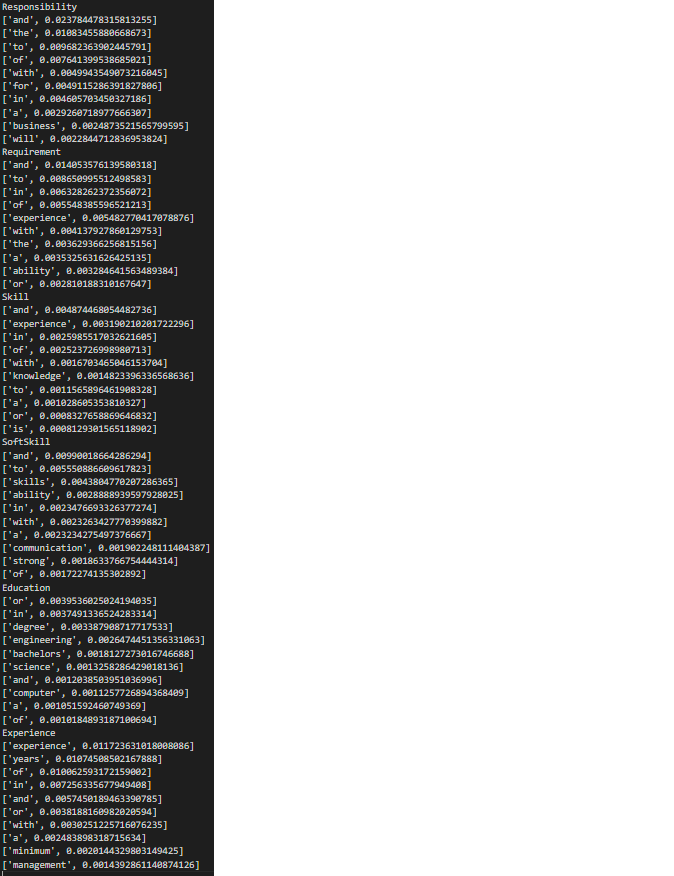 Responsibility
['and', 0.023784478315813255]
['the', 0.01083455880668673]
['to', 0.009682363902445791]
['of', 0.007641399538685021]
['with', 0.0049943549073216045]
['for', 0.0049115286391827806]
['in', 0.004605703450327186]
['a', 0.0029260718977666307]
['business', 0.0024873521565799595]
['will', 0.0022844712836953824]
Requirement
['and', 0.014053576139580318]
['to', 0.008650995512498583]
['in', 0.006328262372356072]
['of', 0.005548385596521213]
['experience', 0.005482770417078876]
['with', 0.004137927860129753]
['the', 0.003629366256815156]
['a', 0.0035325631626425135]
['ability', 0.003284641563489384]
['or', 0.002810188310167647]
Skill
['and', 0.004874468054482736]
['experience', 0.003190210201722296]
['in', 0.0025985517032621605]
['of', 0.002523726998980713]
['with', 0.0016703465046153704]
['knowledge', 0.0014823396336568636]
['to', 0.0011565896461908328]
['a', 0.001028605353810327]
['or', 0.0008327658869646832]
['is', 0.0008129301565118902]
SoftSkill
['and', 0.00990018664286294]
['to', 0.005550886609617823]
['skills', 0.0043804770207286365]
['ability', 0.0028888939597928025]
['in', 0.0023476693326377274]
['with', 0.0023263427770399882]
['a', 0.0023234275497376667]
['communication', 0.001902248111404387]
['strong', 0.0018633766754444314]
['of', 0.00172274135302892]
Education
['or', 0.0039536025024194035]
['in', 0.0037491336524283314]
['degree', 0.003387908717717533]
['engineering', 0.0026474451356331063]
['bachelors', 0.0018127273016746688]
['science', 0.0013258286429018136]
['and', 0.0012038503951036996]
['computer', 0.0011257726894368409]
['a', 0.001051592460749369]
['of', 0.0010184893187100694]
Experience
['experience', 0.011723631018008086]
['years', 0.01074508502167888]
['of', 0.010062593172159002]
['in', 0.007256335677949408]
['and', 0.0057450189463390785]
['or', 0.0038188160982020594]
['with', 0.0030251225716076235]
['a', 0.002483898318715634]
['minimum', 0.0020144329803149425]
['management', 0.0014392861140874126]